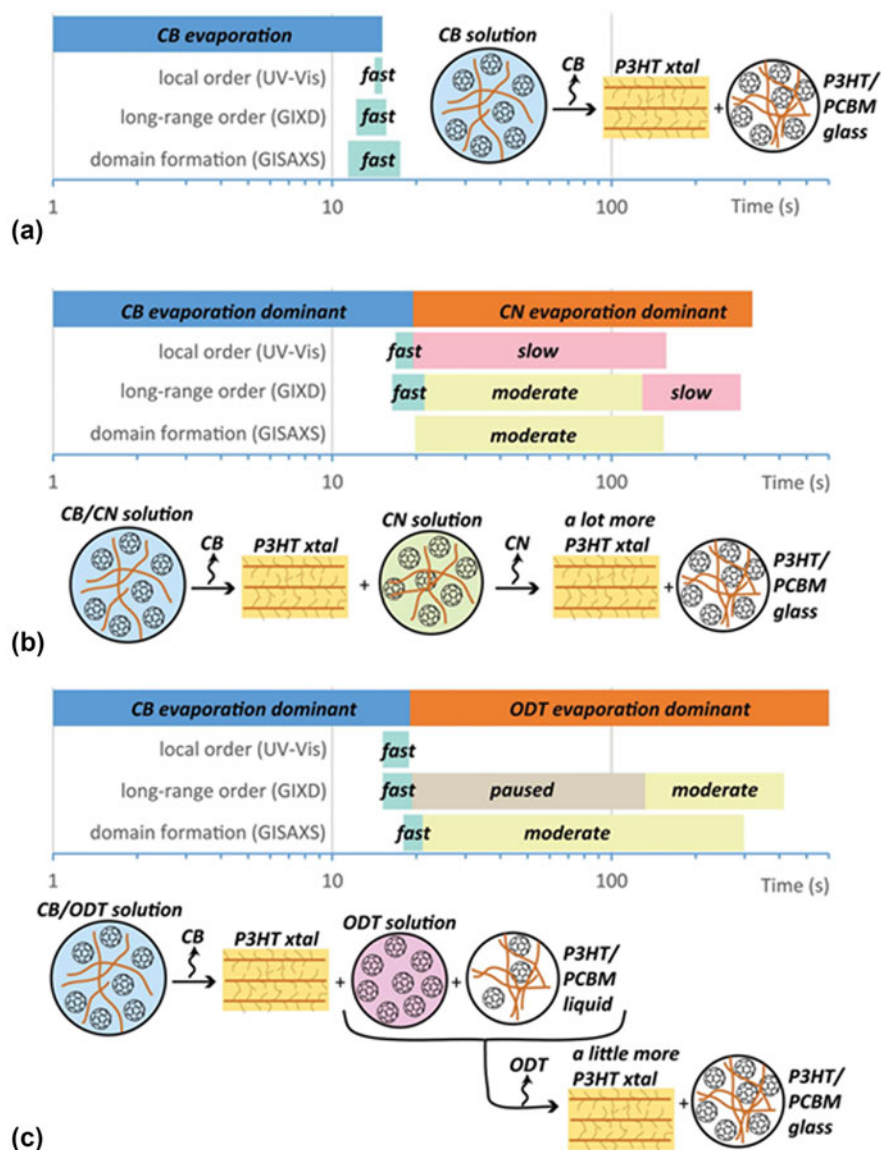 CB evaporation
local order (UV-Vis)
fast
long-range order (GIXD)
fast
domain formation (GISAXS)
fast
CB solution
CB
P3HT xtal
+
P3HT/
PCBM
glass
1
10
100
Time (s)
(a)
CB evaporation dominant
CN evaporation dominant
local order (UV-Vis)
fast
slow
long-range order (GIXD)
fast
moderate
slow
domain formation (GISAXS)
moderate
1
10
100
Time (s)
CB/CN solution
CB
P3HT xtal
+
CN solution
CN
a lot more
P3HT xtal
+
P3HT/
PCBM
glass
(b)
CB evaporation dominant
ODT evaporation dominant
local order (UV-Vis)
fast
long-range order (GIXD)
fast
paused
moderate
domain formation (GISAXS)
fast
moderate
1
10
100
Time (s)
CB/ODT solution
CB
P3HT xtal
+
ODT solution
+
P3HT/
PCBM
liquid
ODT
a little more
P3HT xtal
+
P3HT/
PCBM
glass
(c)